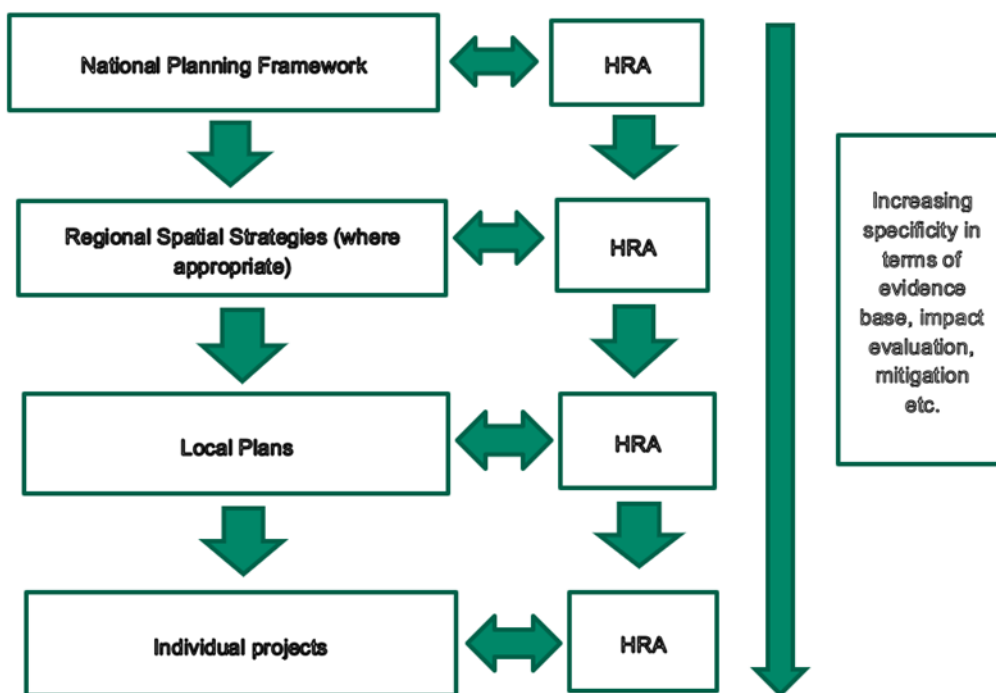 National Planning Framework
HRA
Regional Spatial Strategies (where
appropriate)
HRA
Local Plans
HRA
Individual projects
HRA
Increasing
specificity in
terms of
evidence
base, impact
evaluation,
mitigation
etc.